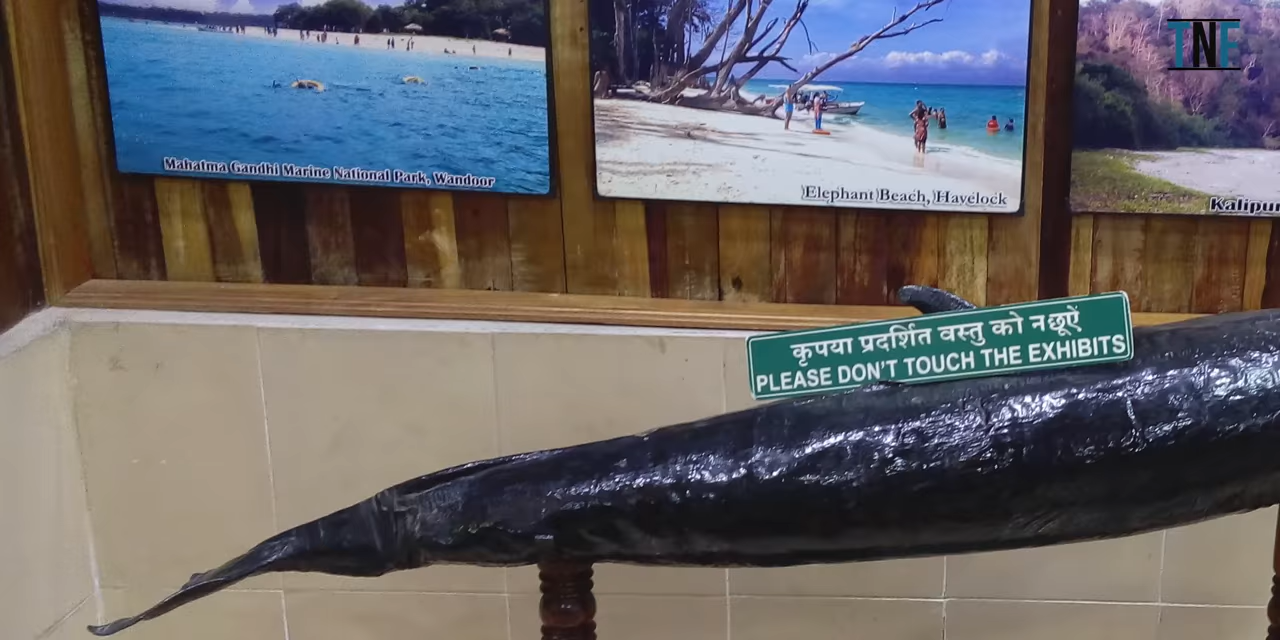 TNF
Mahatma Gandhi Marine National Park, Wandoor
Elephant Beach, Havelock
Kalipur
कृपया प्रदर्शित वस्तु को न छूऐं
PLEASE DON'T TOUCH THE EXHIBITS